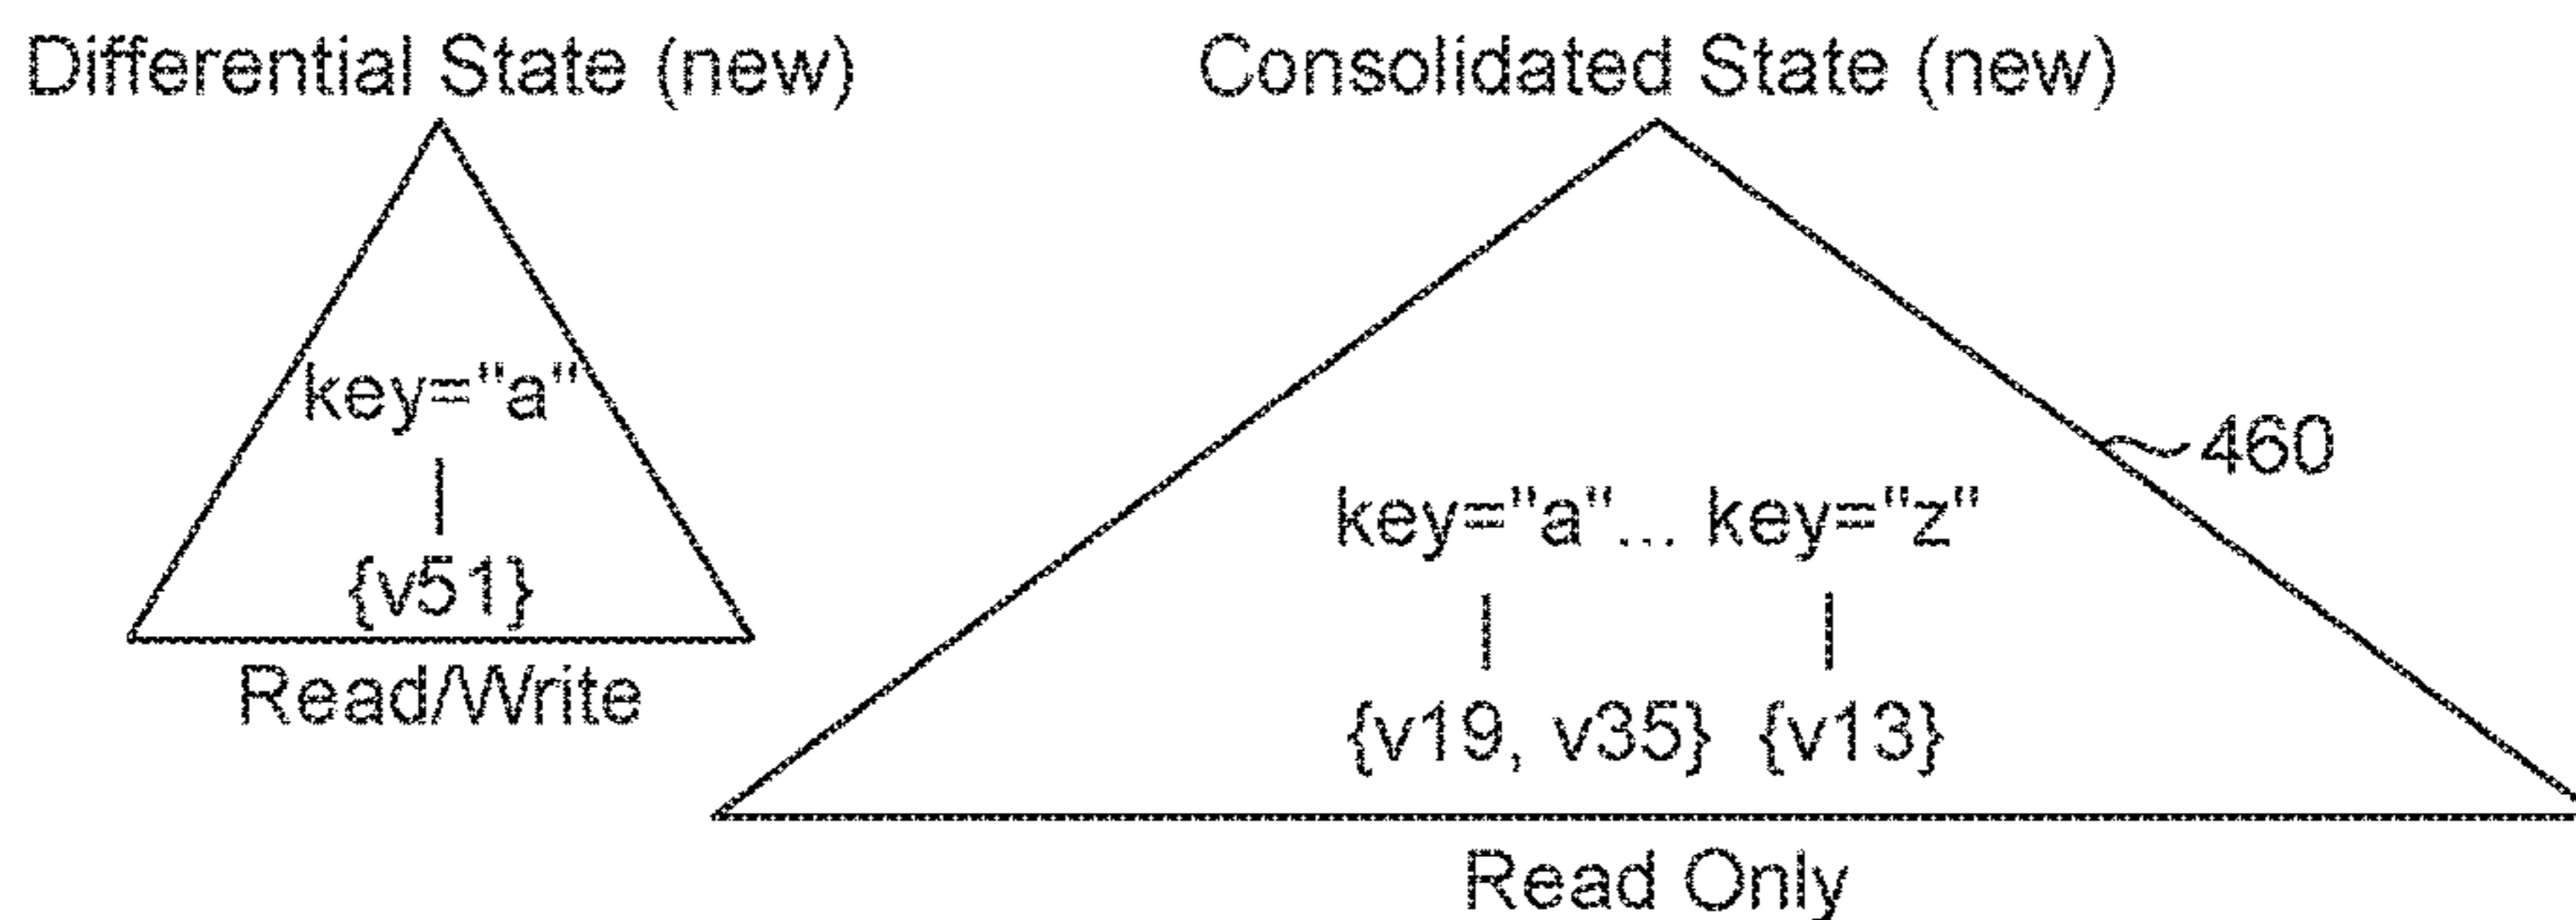 Differential State (new)
key="a"
{v51}
Read/Write
Consolidated State (new)
460
key="a"... key="z"
{v19, v35} {v13}
Read Only